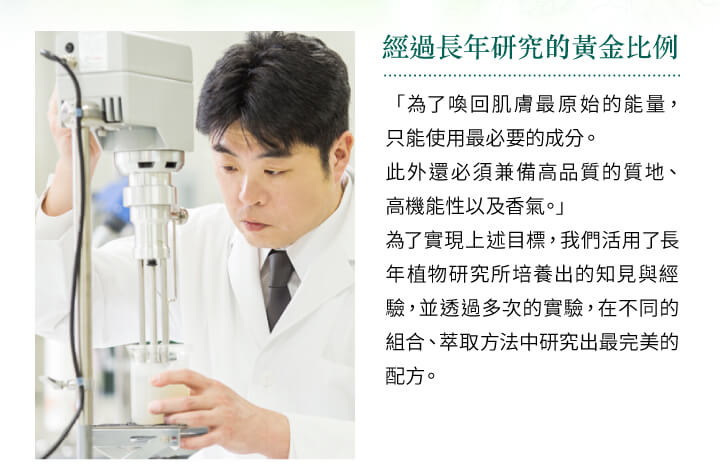 經過長年研究的黃金比例
「為了喚回肌膚最原始的能量，
只能使用最必要的成分。
此外還必須兼備高品質的質地、
高機能性以及香氣。」
為了實現上述目標，我們活用了長
年植物研究所培養出的知見與經
驗，並透過多次的實驗，在不同的
組合、萃取方法中研究出最完美的
配方。